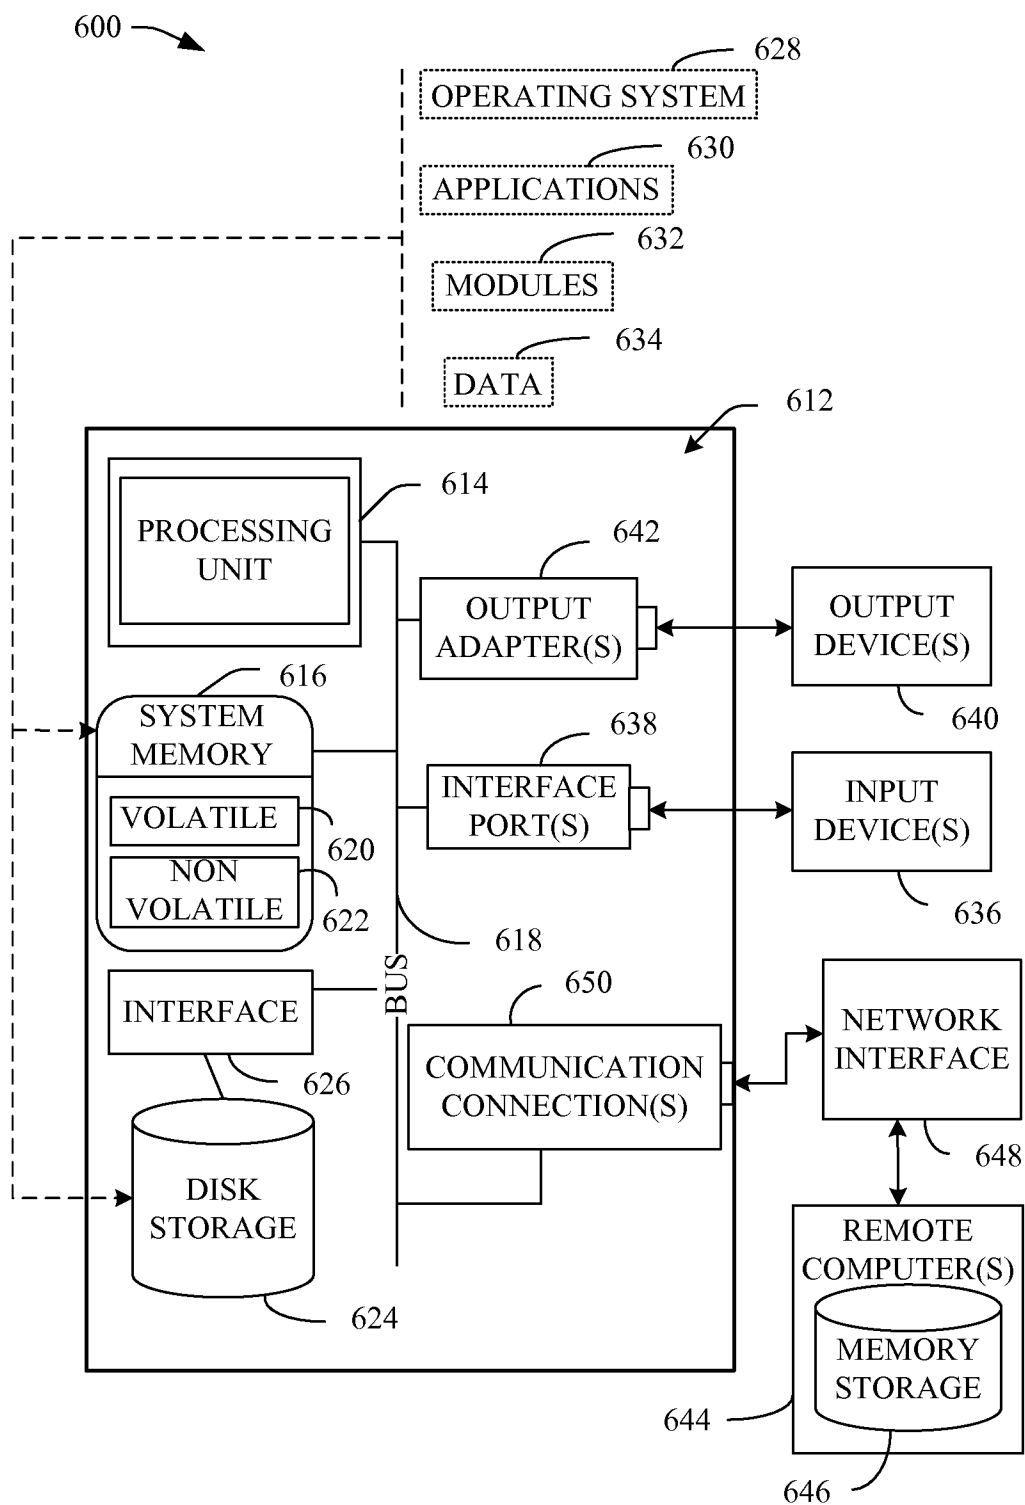 600
628
OPERATING SYSTEM
630
APPLICATIONS
632
MODULES
634
DATA
612
614
PROCESSING
UNIT
642
OUTPUT
ADAPTER(S)
OUTPUT
DEVICE(S)
640
616
SYSTEM
MEMORY
638
INTERFACE
PORT(S)
INPUT
DEVICE(S)
636
VOLATILE
620
NON
VOLATILE
622
618
BUS
INTERFACE
626
650
COMMUNICATION
CONNECTION(S)
NETWORK
INTERFACE
648
DISK
STORAGE
624
REMOTE
COMPUTER(S)
MEMORY
STORAGE
644
646